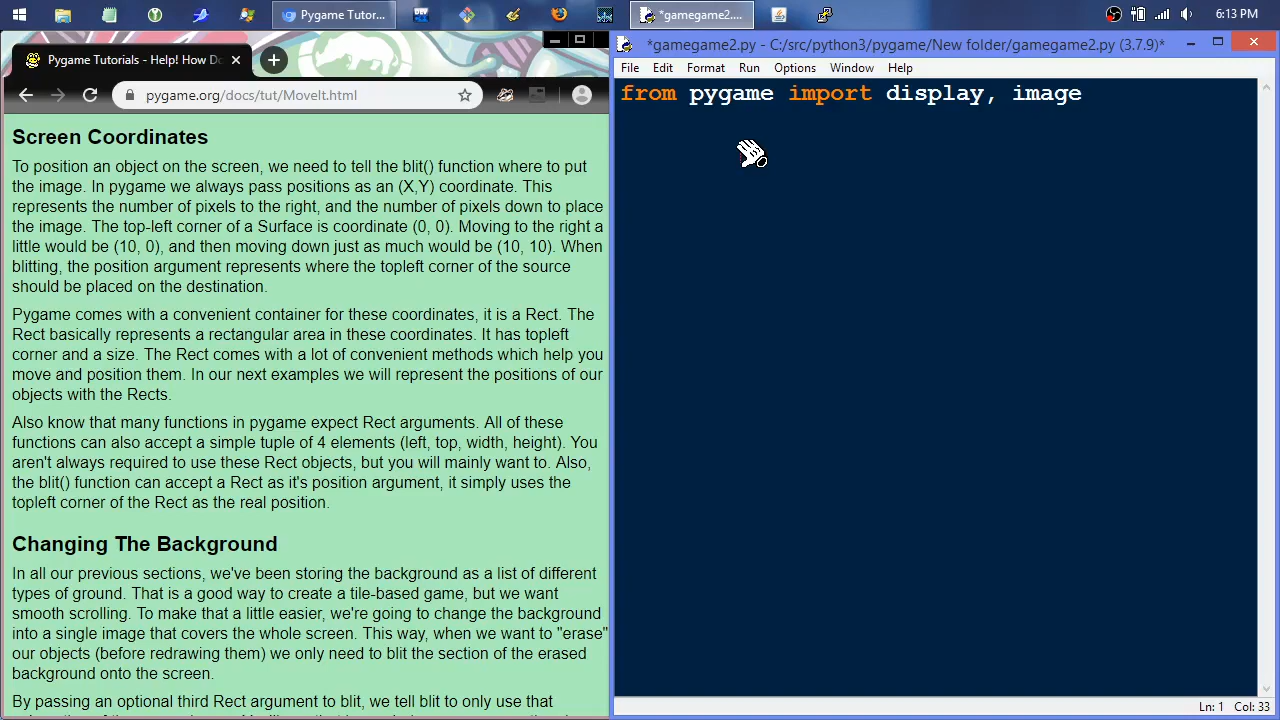 Pygame Tutor...
*gamegame2....
6:13 PM
Pygame Tutorials - Help! How Do
pygame.org/docs/tut/MoveIt.html
Screen Coordinates
To position an object on the screen, we need to tell the blit() function where to put
the image. In pygame we always pass positions as an (X,Y) coordinate. This
represents the number of pixels to the right, and the number of pixels down to place
the image. The top-left corner of a Surface is coordinate (0, 0). Moving to the right a
little would be (10, 0), and then moving down just as much would be (10, 10). When
blitting, the position argument represents where the topleft corner of the source
should be placed on the destination.
Pygame comes with a convenient container for these coordinates, it is a Rect. The
Rect basically represents a rectangular area in these coordinates. It has topleft
corner and a size. The Rect comes with a lot of convenient methods which help you
move and position them. In our next examples we will represent the positions of our
objects with the Rects.
Also know that many functions in pygame expect Rect arguments. All of these
functions can also accept a simple tuple of 4 elements (left, top, width, height). You
aren't always required to use these Rect objects, but you will mainly want to. Also,
the blit() function can accept a Rect as it's position argument, it simply uses the
topleft corner of the Rect as the real position.
Changing The Background
In all our previous sections, we've been storing the background as a list of different
types of ground. That is a good way to create a tile-based game, but we want
smooth scrolling. To make that a little easier, we're going to change the background
into a single image that covers the whole screen. This way, when we want to "erase"
our objects (before redrawing them) we only need to blit the section of the erased
background onto the screen.
By passing an optional third Rect argument to blit, we tell blit to only use that
*gamegame2.py - C:/src/python3/pygame/New folder/gamegame2.py (3.7.9)*
File Edit Format Run Options Window Help
from pygame import display, image
Ln: 1 Col: 33